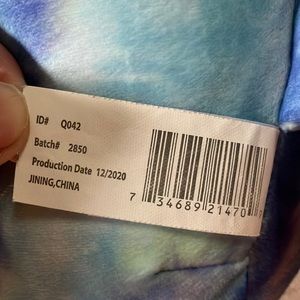 ID# Q042
Batch# 2850
Production Date 12/2020
JINING,CHINA
7 34689 21470